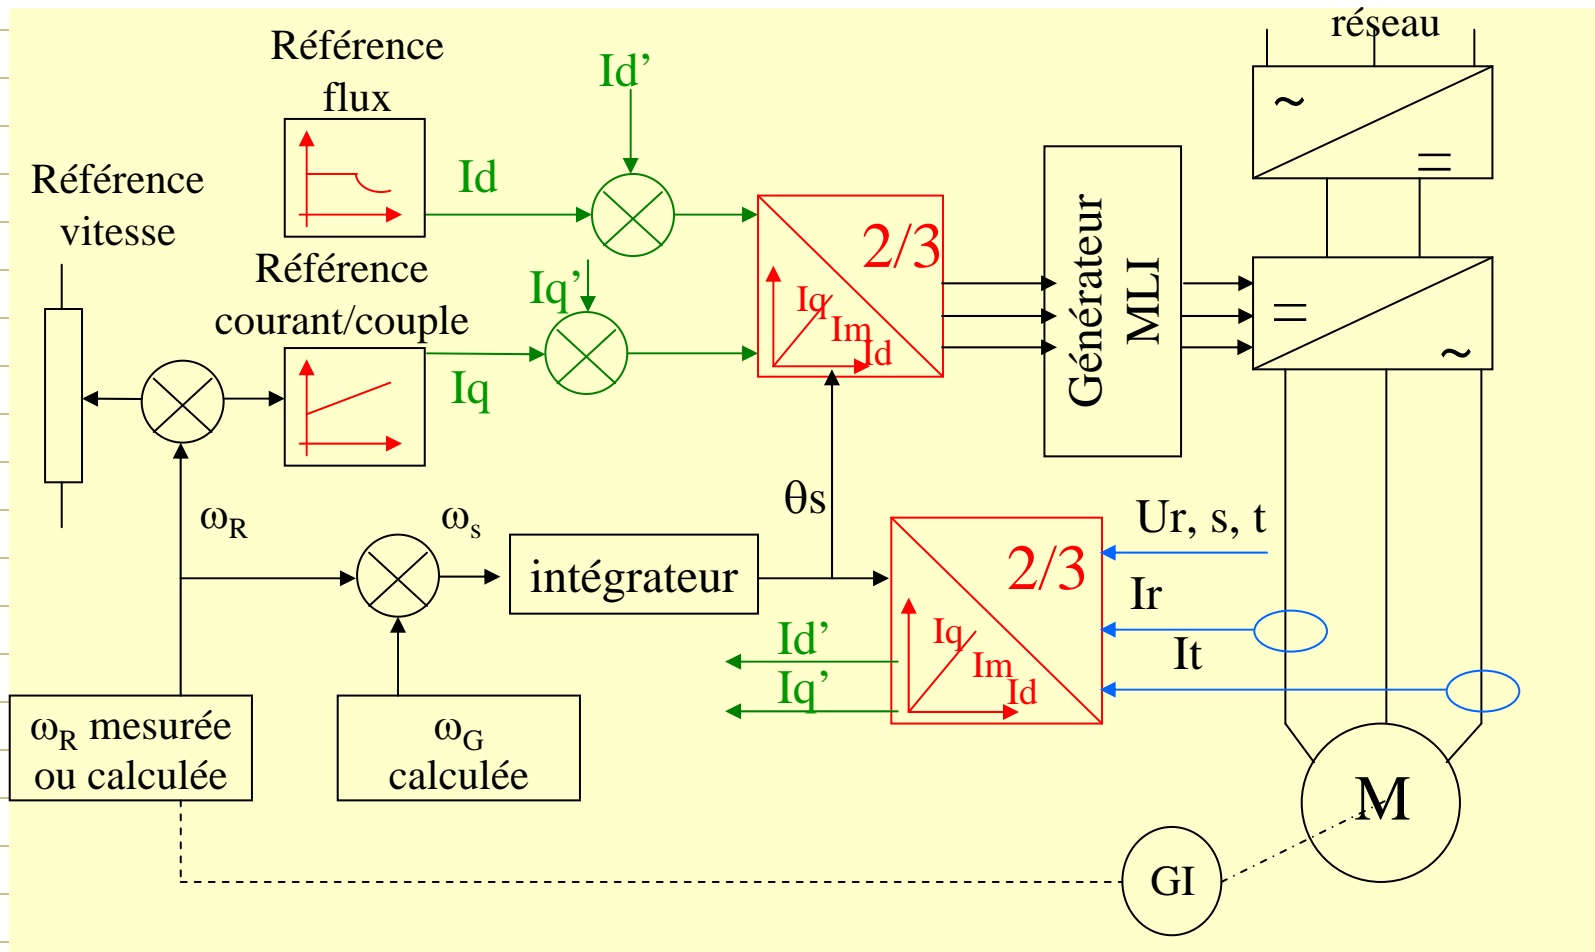 réseau
Référence
flux
Id’
~
=
Référence
vitesse
Id
2/3
Iq
Im
Id
Générateur
MLI
Référence
courant/couple
Iq’
Iq
=
~
ωR
ωs
θs
intégrateur
2/3
Iq
Im
Id
Ur, s, t
Ir
It
Id’
Iq’
ωR mesurée
ou calculée
ωG
calculée
M
GI